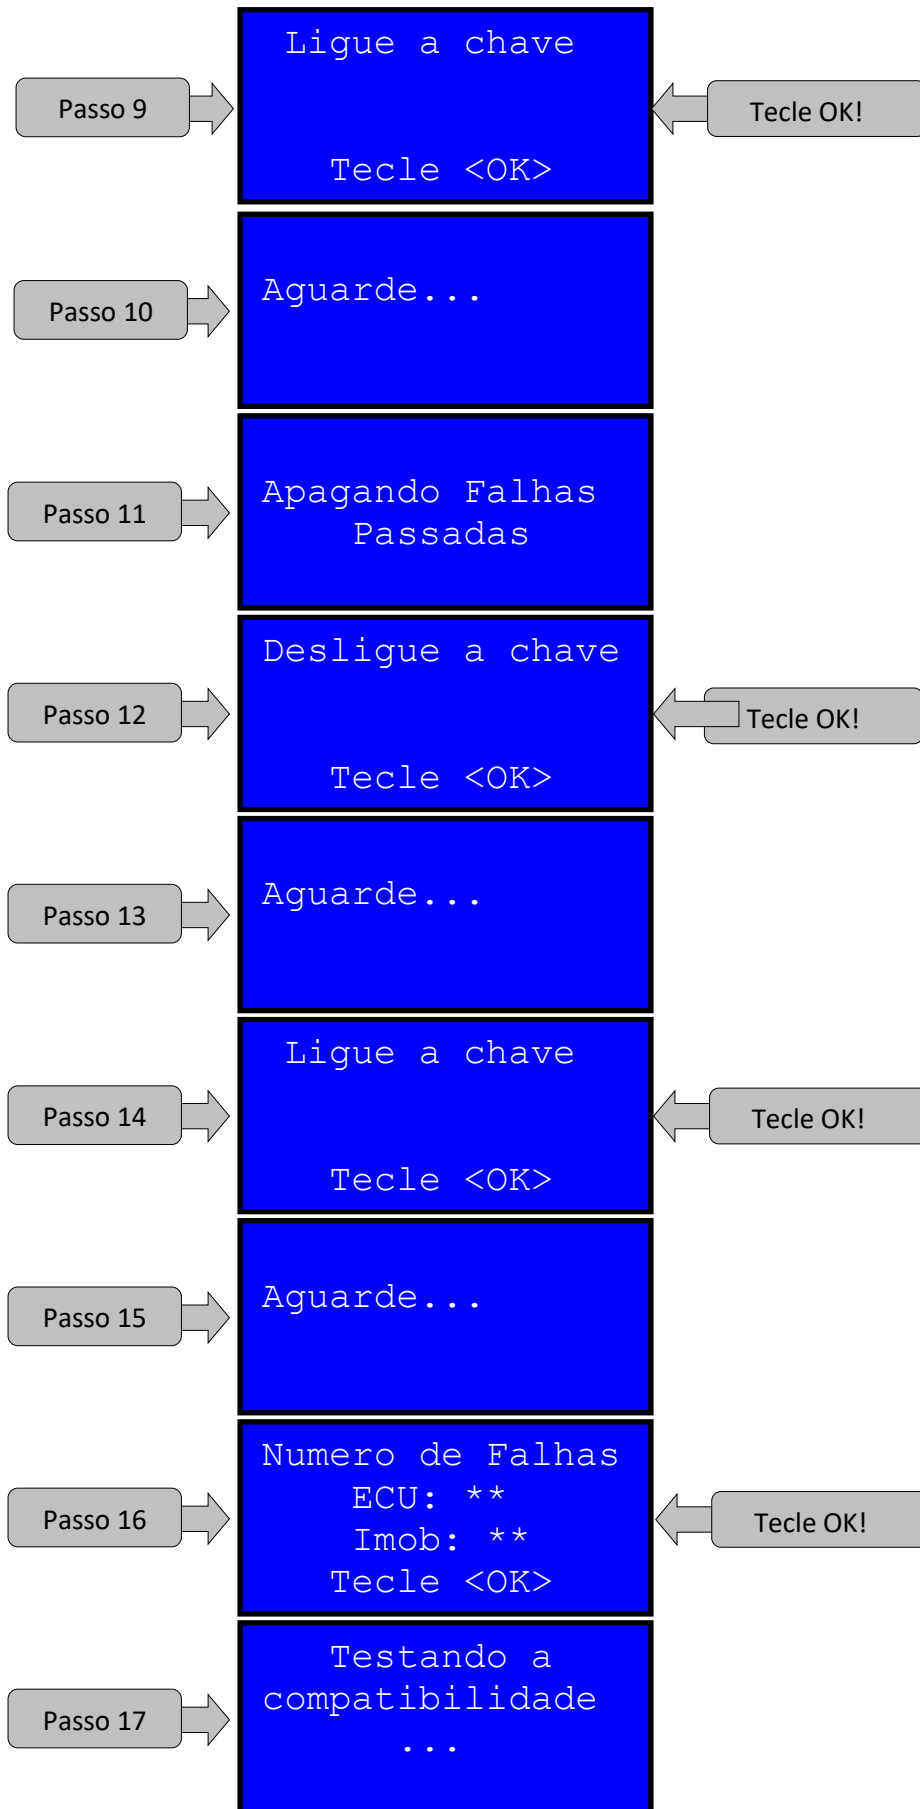 Ligue a chave
Passo 9
Tecle OK!
Tecle <OK>
Aguarde...
Passo 10
Apagando Falhas
Passo 11
Passadas
Desligue a chave
Passo 12
Tecle OK!
Tecle <OK>
Aguarde...
Passo 13
Ligue a chave
Passo 14
Tecle OK!
Tecle <OK>
Aguarde...
Passo 15
Numero de Falhas
ECU: **
Passo 16
Tecle OK!
Imob: **
Tecle <OK>
Testando a
compatibilidade
Passo 17
...